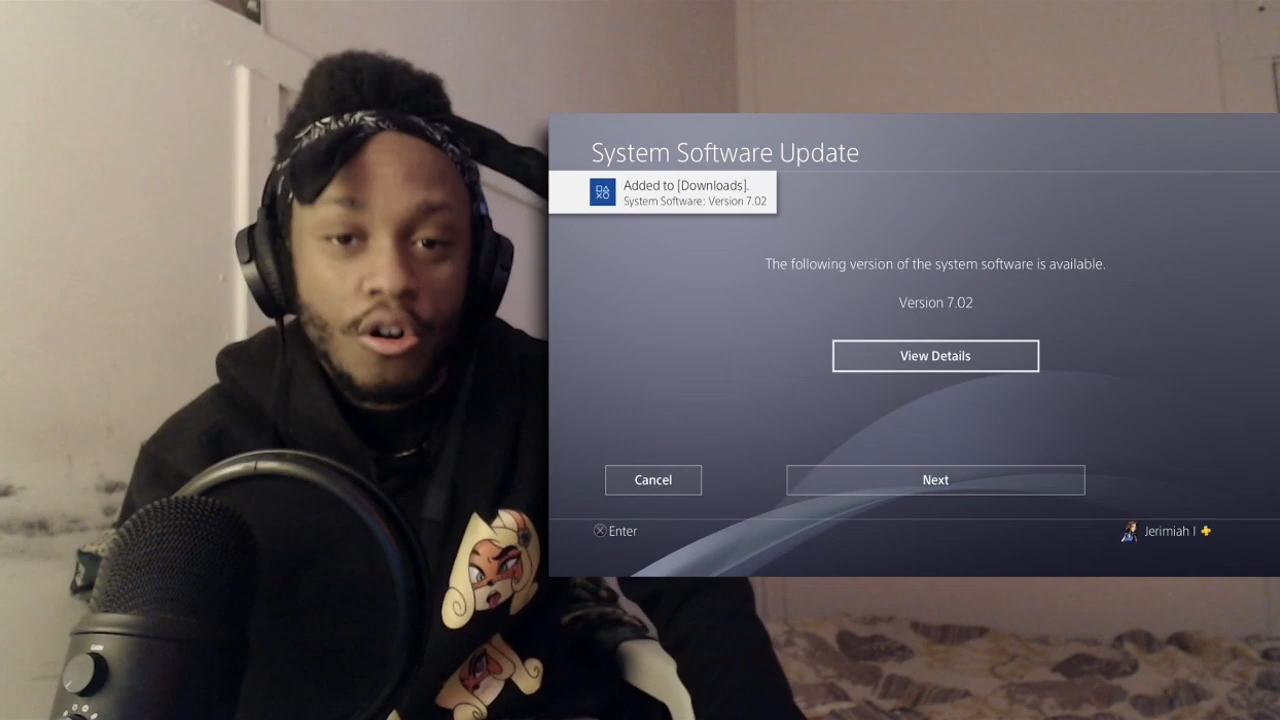 System Software Update
Added to [Downloads].
System Software: Version 7.02
The following version of the system software is available.
Version 7.02
View Details
Cancel
Next
Enter
Jerimiah I
GAIN